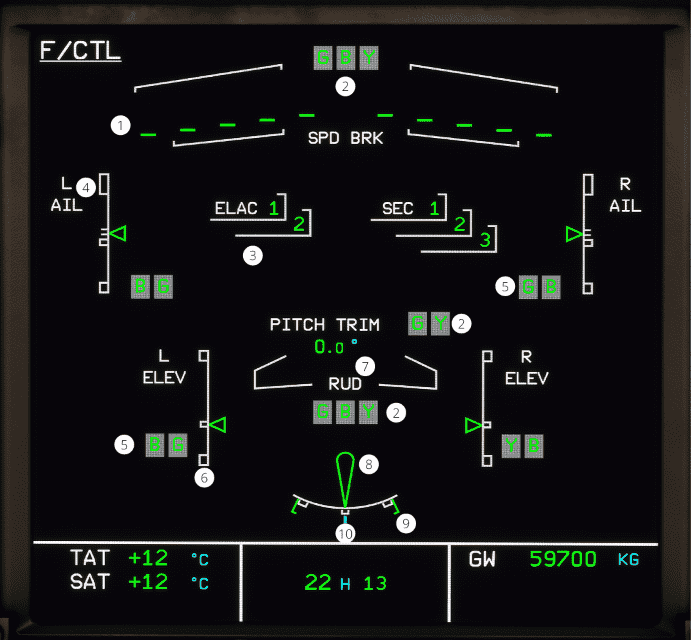 F/CTL
G B Y
2
1
SPD BRK
L
4
AIL
ELAC 1
2
3
SEC 1
2
3
R
AIL
B G
5 G B
PITCH TRIM G Y 2
0.0 °
7
L
ELEV
RUD
R
ELEV
G B Y 2
5 B G
Y B
6
8
9
10
TAT +12 °C
SAT +12 °C
22 H 13
GW 59700 KG